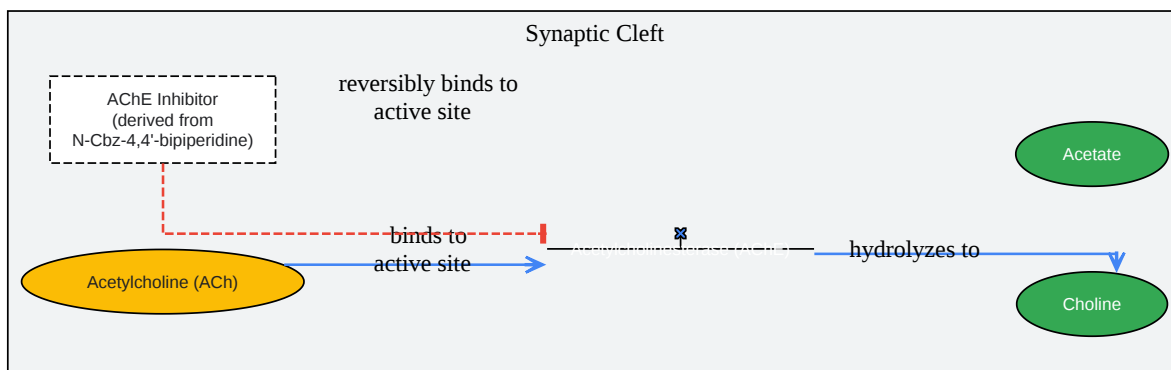 Synaptic Cleft
AChE Inhibitor
(derived from
N-Cbz-4,4'-bipiperidine)
reversibly binds to
active site
Acetate
binds to
active site
Acetylcholine (ACh)
hydrolyzes to
Choline